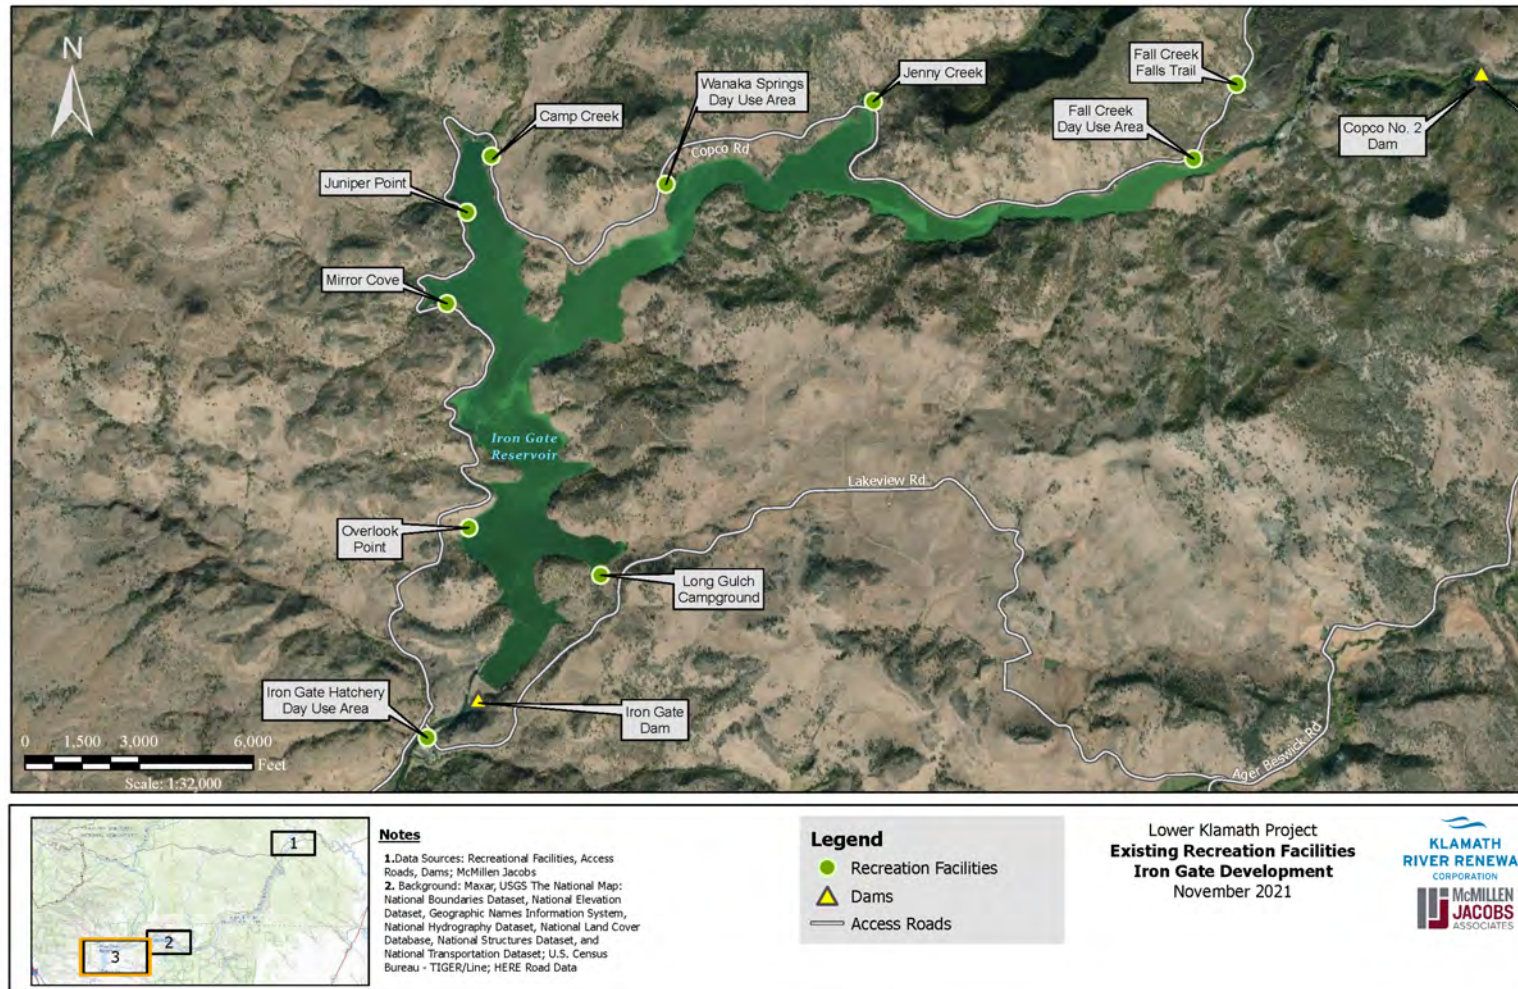 N
Camp Creek
Wanaka Springs
Day Use Area
Jenny Creek
Fall Creek
Falls Trail
Fall Creek
Day Use Area
Copco No. 2
Dam
Copco Rd
Juniper Point
Mirror Cove
Iron Gate
Reservoir
Lakeview Rd
Overlook
Point
Long Gulch
Campground
Iron Gate Hatchery
Day Use Area
Iron Gate
Dam
Ager Beswick Rd
0 1,500 3,000 6,000
Feet
Scale: 1:32,000
1
2
3
Notes
1.Data Sources: Recreational Facilities, Access
Roads, Dams; McMillen Jacobs
2. Background: Maxar, USGS The National Map:
National Boundaries Dataset, National Elevation
Dataset, Geographic Names Information System,
National Hydrography Dataset, National Land Cover
Database, National Structures Dataset, and
National Transportation Dataset; U.S. Census
Bureau - TIGER/Line; HERE Road Data
Legend
Recreation Facilities
Dams
Access Roads
Lower Klamath Project
Existing Recreation Facilities
Iron Gate Development
November 2021
KLAMATH
RIVER RENEWA
CORPORATION
McMILLEN
JACOBS
ASSOCIATES